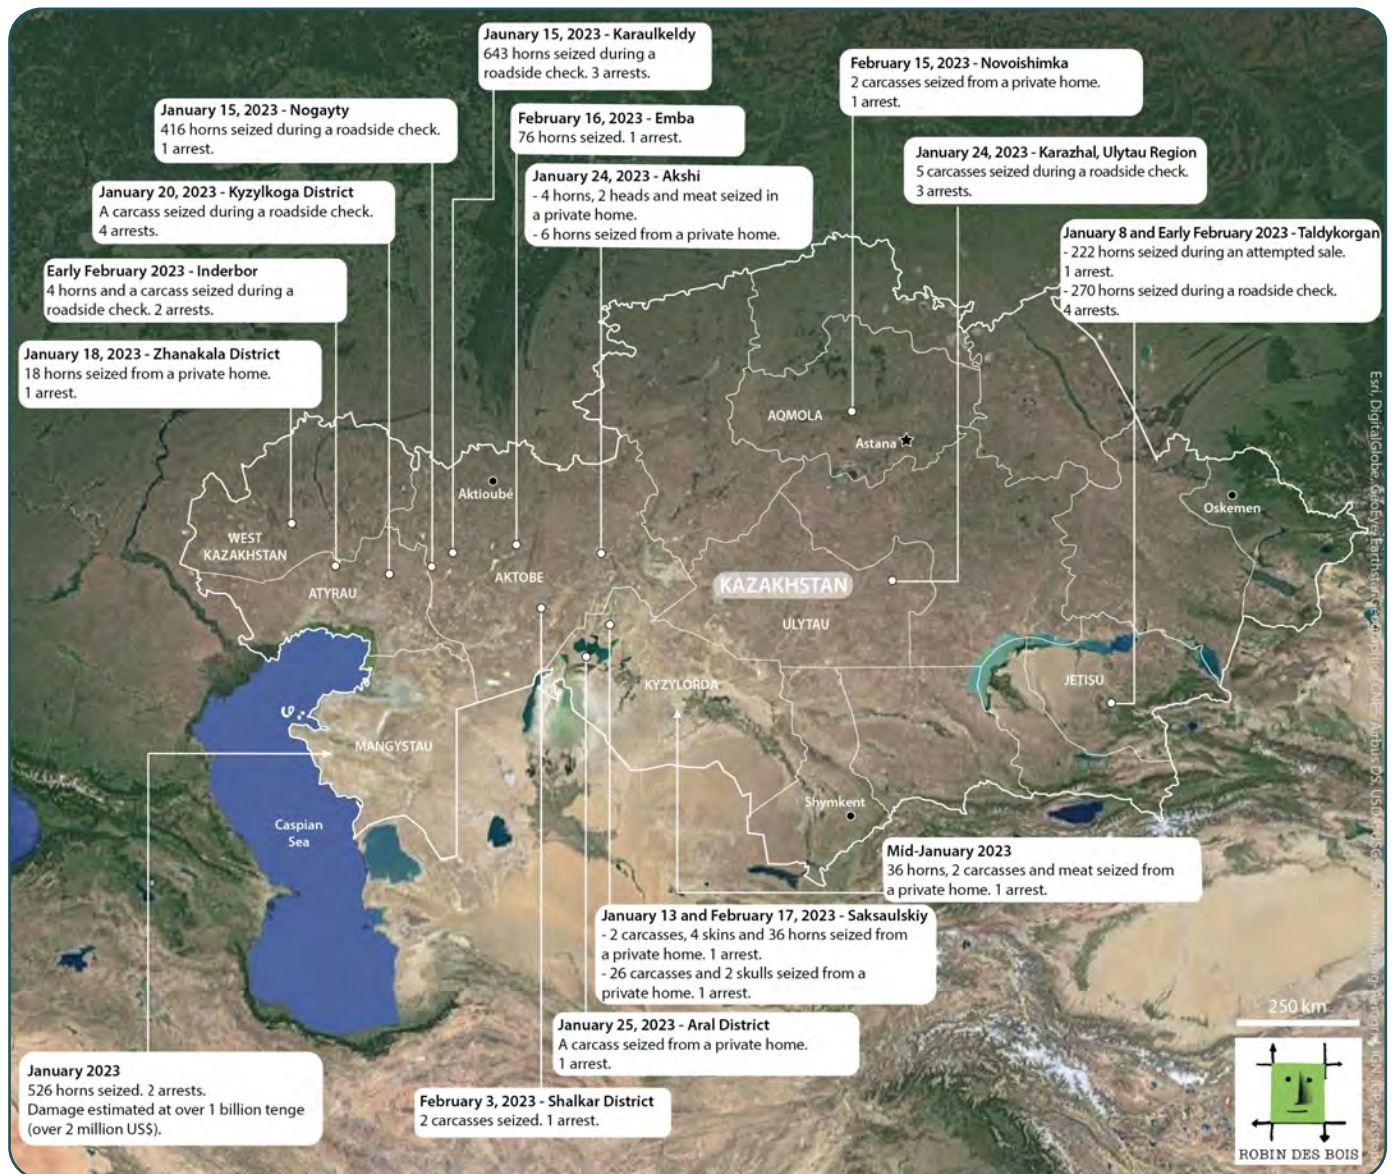 Jaunary 15, 2023 - Karaulkeldy
643 horns seized during a
roadside check. 3 arrests.
February 15, 2023 - Novoishimka
2 carcasses seized from a private home.
1 arrest.
January 15, 2023 - Nogayty
416 horns seized during a roadside check.
1 arrest.
February 16, 2023 - Emba
76 horns seized. 1 arrest.
January 24, 2023 - Karazhal, Ulytau Region
5 carcasses seized during a roadside check.
3 arrests.
January 24, 2023 - Akshi
- 4 horns, 2 heads and meat seized in
a private home.
- 6 horns seized from a private home.
January 20, 2023 - Kyzylkoga District
A carcass seized during a roadside check.
4 arrests.
January 8 and Early February 2023 - Taldykorgan
- 222 horns seized during an attempted sale.
1 arrest.
- 270 horns seized during a roadside check.
4 arrests.
Early February 2023 - Inderbor
4 horns and a carcass seized during a
roadside check. 2 arrests.
January 18, 2023 - Zhanakala District
18 horns seized from a private home.
1 arrest.
AQMOLA
Astana
Aktioubé
Oskemen
WEST
KAZAKHSTAN
ATYRAU
AKTOBE
KAZAKHSTAN
ULYTAU
KYZYLORDA
JETISU
MANGYSTAU
Shymkent
Caspian
Sea
Mid-January 2023
36 horns, 2 carcasses and meat seized from
a private home. 1 arrest.
January 13 and February 17, 2023 - Saksaulskiy
- 2 carcasses, 4 skins and 36 horns seized from
a private home. 1 arrest.
- 26 carcasses and 2 skulls seized from a
private home. 1 arrest.
January 25, 2023 - Aral District
A carcass seized from a private home.
1 arrest.
January 2023
526 horns seized. 2 arrests.
Damage estimated at over 1 billion tenge
(over 2 million US$).
February 3, 2023 - Shalkar District
2 carcasses seized. 1 arrest.
250 km
ROBIN DES BOIS
Esri, DigitalGlobe, GeoEye, Earthstar Geographics, CNES/Airbus DS, USDA, USGS,